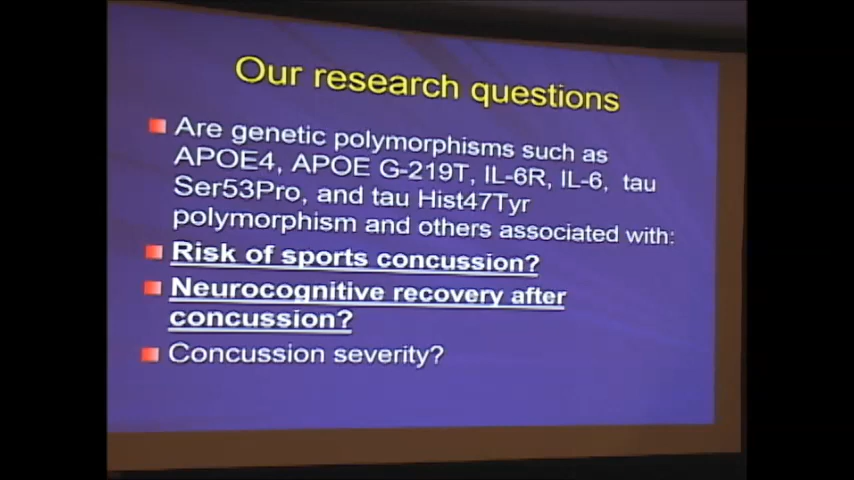 Our research questions
Are genetic polymorphisms such as
APOE4, APOE G-219T, IL-6R, IL-6, tau
Ser53Pro, and tau Hist47Tyr
polymorphism and others associated with:
Risk of sports concussion?
Neurocognitive recovery after
concussion?
Concussion severity?